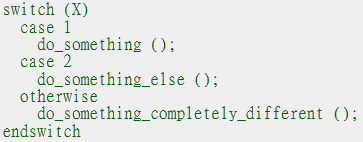 switch (X)
  case 1
    do_something ();
  case 2
    do_something_else ();
  otherwise
    do_something_completely_different ();
endswitch